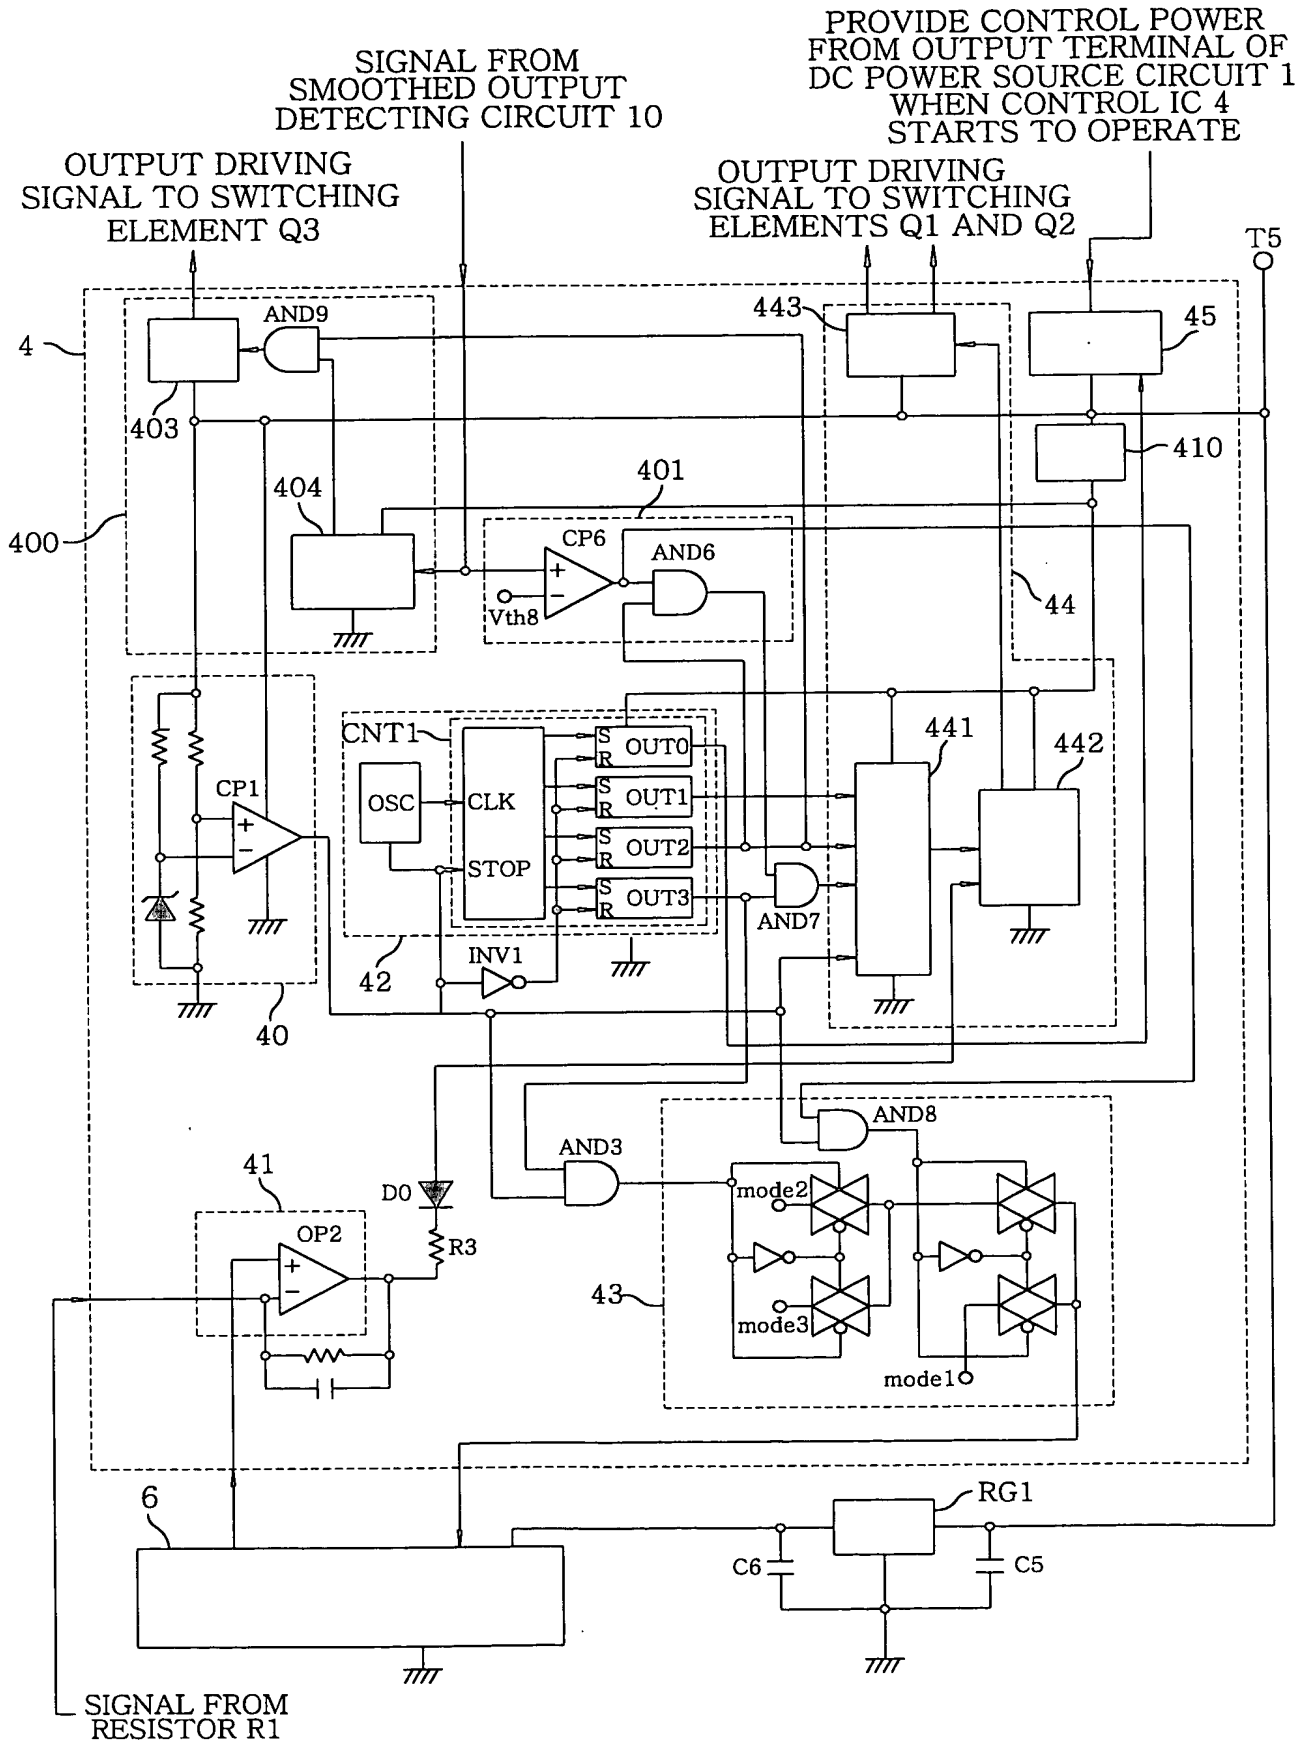 PROVIDE CONTROL POWER
FROM OUTPUT TERMINAL OF
DC POWER SOURCE CIRCUIT 1
WHEN CONTROL IC 4
STARTS TO OPERATE
SIGNAL FROM
SMOOTHED OUTPUT
DETECTING CIRCUIT 10
OUTPUT DRIVING
SIGNAL TO SWITCHING
ELEMENT Q3
OUTPUT DRIVING
SIGNAL TO SWITCHING
ELEMENTS Q1 AND Q2
T5
4
AND9
443
45
403
410
404
401
400
CP6
AND6
Vth8
44
CNT1
S
R
OUT0
441
442
CP1
+
−
OSC
CLK
STOP
S
R
OUT1
S
R
OUT2
S
R
OUT3
AND7
+
−
42
INV1
40
AND8
AND3
41
D0
mode2
OP2
R3
+
−
43
mode3
mode1
6
RG1
C6
C5
SIGNAL FROM
RESISTOR R1